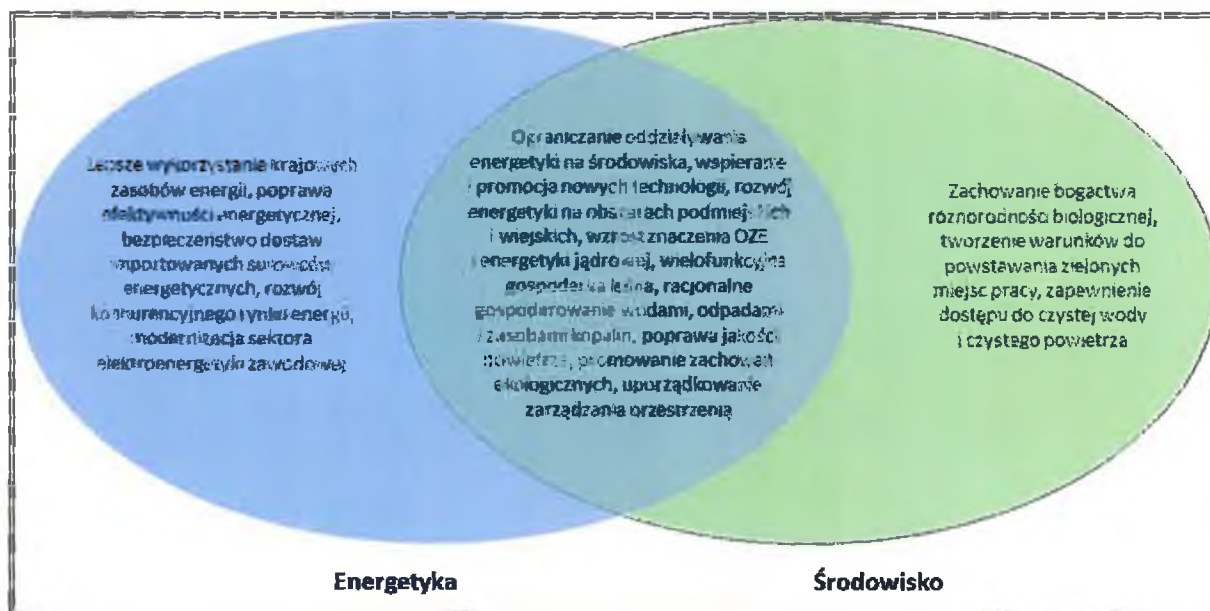 Lepsze wykorzystanie krajowych
zasobów energii, poprawa
efektywności energetycznej,
bezpieczeństwo dostaw
importowanych surowców
energetycznych, rozwój
konkurencyjnego rynku energii,
modernizacja sektora
elektroenergetyki zawodowej
Ograniczanie oddziaływania
energetyki na środowiska, wspieranie
i promocja nowych technologii, rozwój
energetyki na obszarach podmiejskich
i wiejskich, wzrost znaczenia OZE
i energetyki jądrowej, wielofunkcyjna
gospodarka leśna, racjonalne
gospodarowanie wodami, odpadami
i zasobami kopalin, poprawa jakości
powietrza, promowanie zachowań
ekologicznych, uporządkowanie
zarządzania przestrzenią
Zachowanie bogactwa
różnorodności biologicznej,
tworzenie warunków do
powstawania zielonych
miejsc pracy, zapewnienie
dostępu do czystej wody
i czystego powietrza
Energetyka
Środowisko